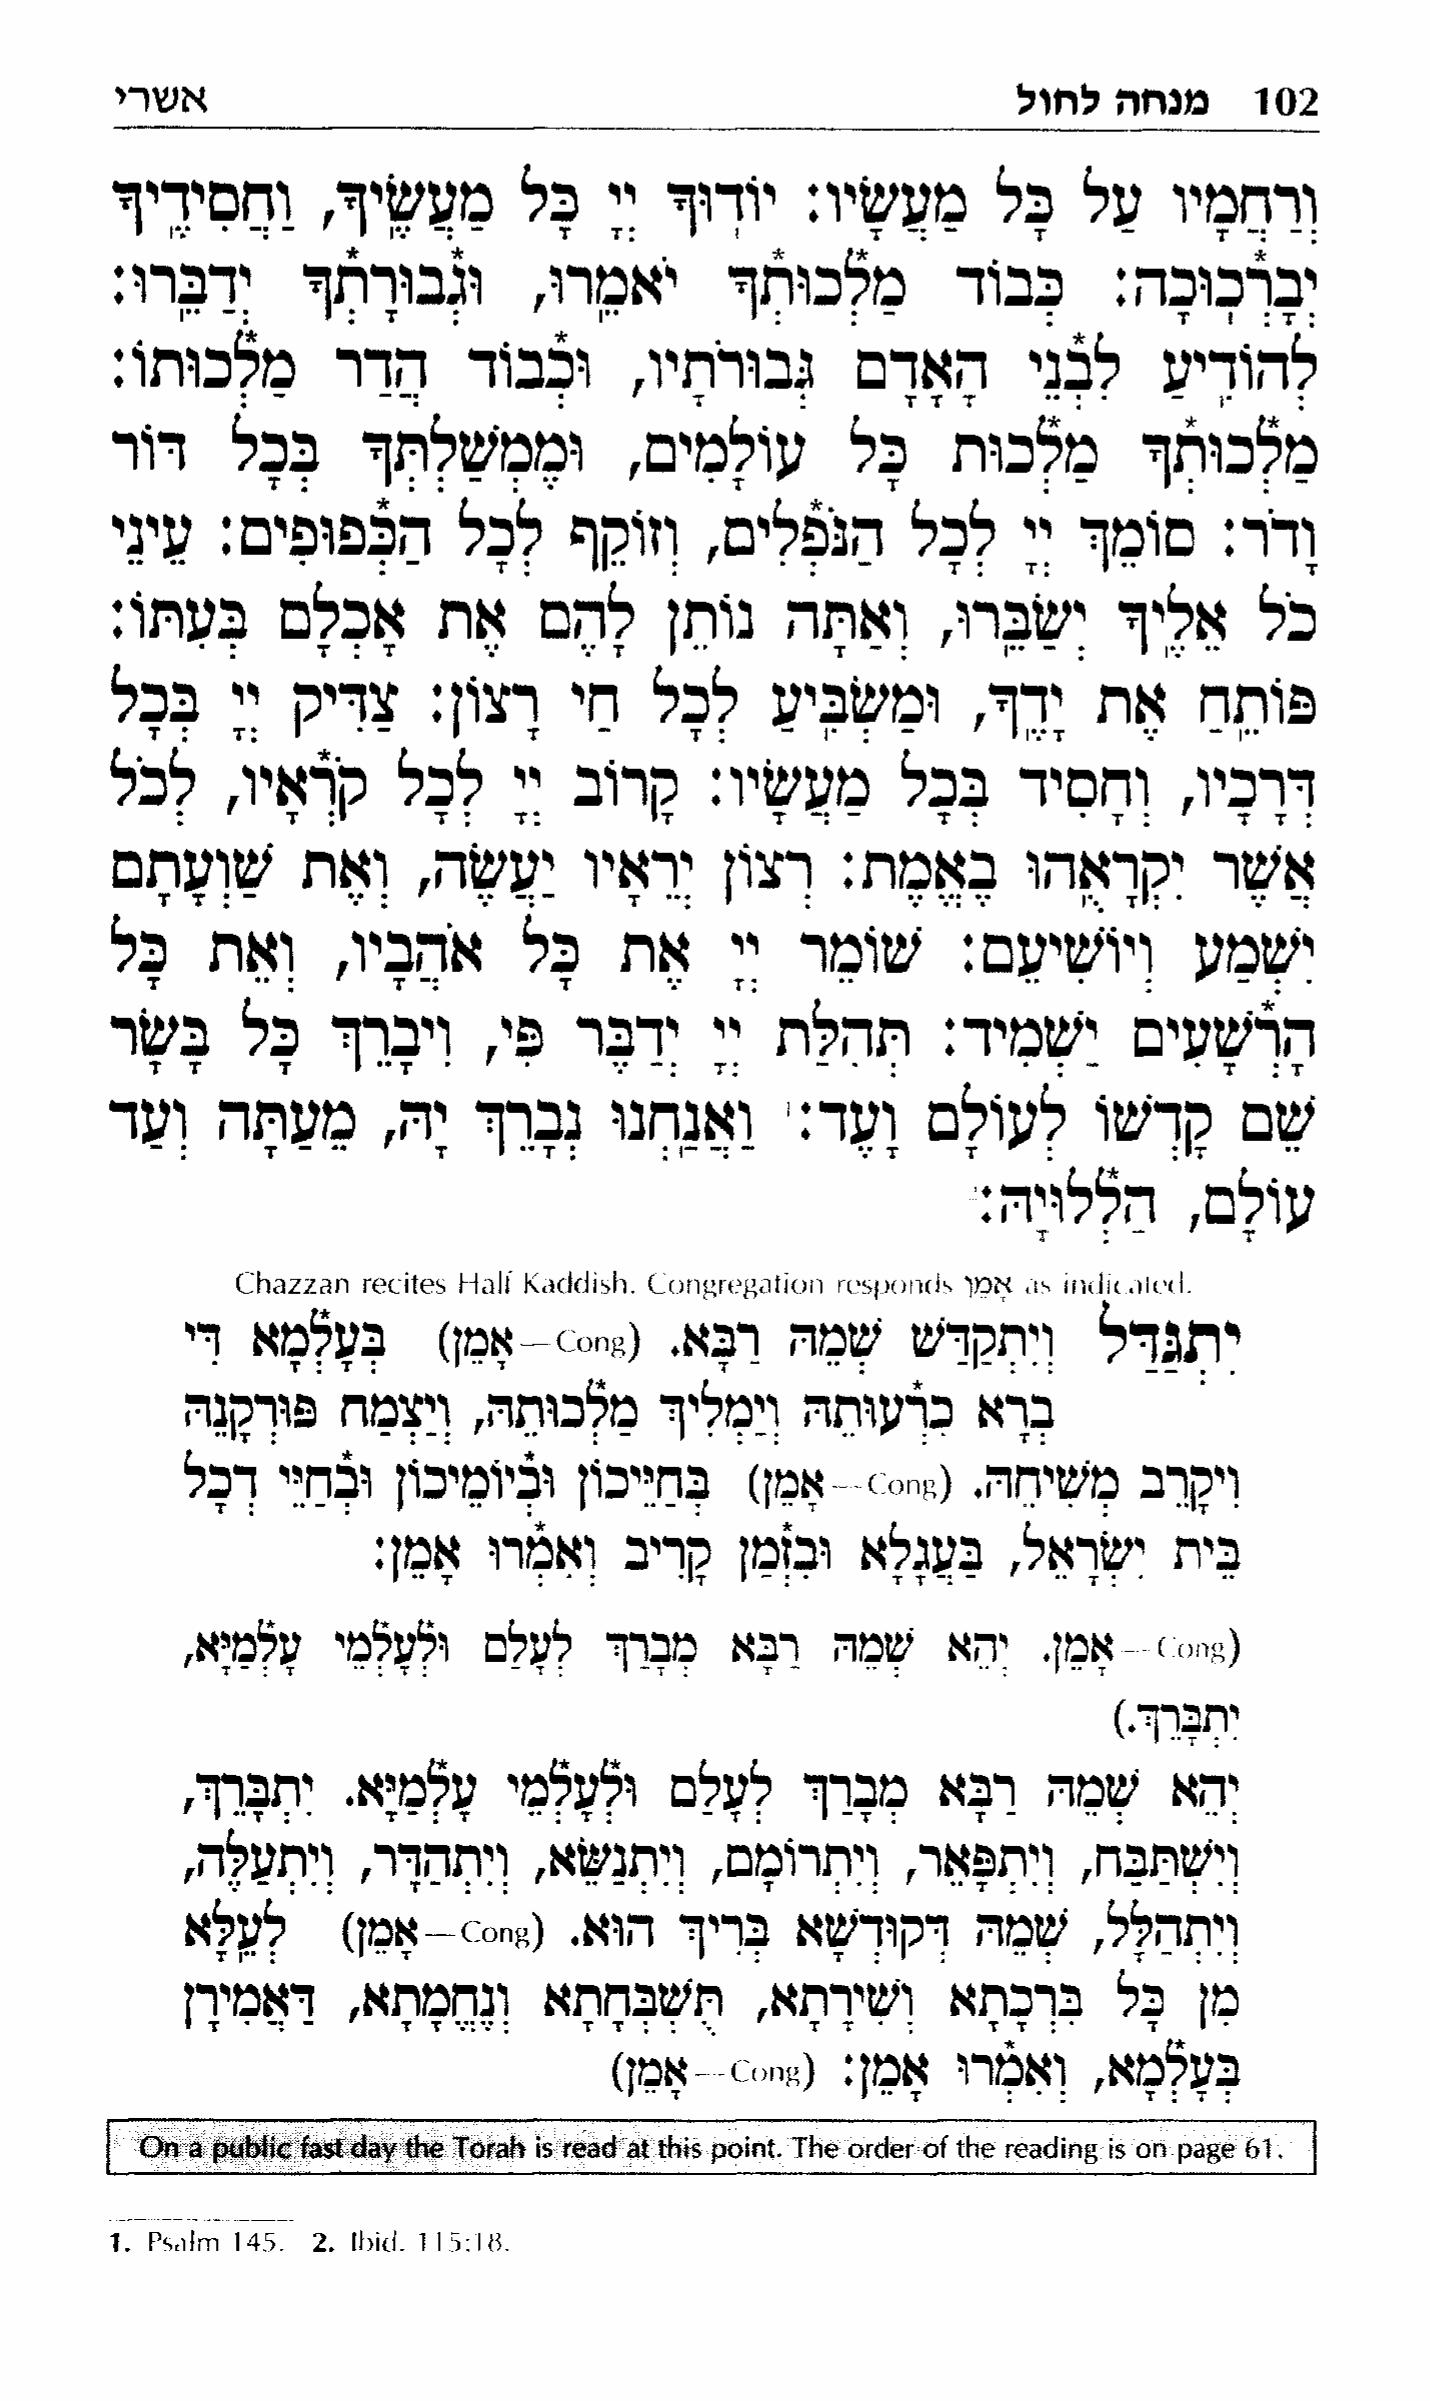 102 מנחה לחול אשרי
וְרַחֲמָיו עַל כָּל מַעֲשָׂיו: יוֹדְוּךָ יְיָ כָּל מַעֲשֶׂיךָ, וַחֲסִידֶיךָ
יְבָרְ֯כוּכָה: כְּבוֹד מַלְ֯כוּתְ֯ךָ יֹאמֵרוּ, וּגְ֯בוּרָתְ֯ךָ יְדַבֵּרוּ:
לְהוֹדִיעַ לִבְ֯נֵי הָאָדָם גְּבוּרֹתָיו, וּכְ֯בוֹד הֲדַר מַלְ֯כוּתוֹ:
מַלְ֯כוּתְ֯ךָ מַלְ֯כוּת כָּל עוֹלָמִים, וּמֶמְשַׁלְתְּךָ בְּכָל דּוֹר
וָדֹר: סוֹמֵךְ יְיָ לְכָל הַנֹּפְ֯לִים, וְזוֹקֵף לְכָל הַכְּ֯פוּפִים: עֵינֵי
כֹל אֵלֶיךָ יְשַׂבֵּרוּ, וְאַתָּה נוֹתֵן לָהֶם אֶת אָכְלָם בְּעִתּוֹ:
פּוֹתֵחַ אֶת יָדֶךָ, וּמַשְׂבִּיעַ לְכָל חַי רָצוֹן: צַדִּיק יְיָ בְּכָל
דְּרָכָיו, וְחָסִיד בְּכָל מַעֲשָׂיו: קָרוֹב יְיָ לְכָל קֹרְ֯אָיו, לְכֹל
אֲשֶׁר יִקְרָאֻהוּ בֶאֱמֶת: רְצוֹן יְרֵאָיו יַעֲשֶׂה, וְאֶת שַׁוְעָתָם
יִשְׁמַע וְיוֹשִׁיעֵם: שׁוֹמֵר יְיָ אֶת כָּל אֹהֲבָיו, וְאֵת כָּל
הָרְ֯שָׁעִים יַשְׁמִיד: תְּהִלַּת יְיָ יְדַבֶּר פִּי, וִיבָרֵךְ כָּל בָּשָׂר
שֵׁם קָדְשׁוֹ לְעוֹלָם וָעֶד:¹ וַאֲנַחְנוּ נְבָרֵךְ יָהּ, מֵעַתָּה וְעַד
עוֹלָם, הַלְ֯לוּיָהּ:²
Chazzan recites Half Kaddish. Congregation responds אָמֵן as indicated.
יִתְגַּדַּל וְיִתְקַדַּשׁ שְׁמֵהּ רַבָּא. (Cong—אָמֵן) בְּעָלְ֯מָא דִּי
בְרָא כִרְ֯עוּתֵהּ וְיַמְלִיךְ מַלְ֯כוּתֵהּ, וְיַצְמַח פּוּרְקָנֵהּ
וִיקָרֵב מְשִׁיחֵהּ. (Cong—אָמֵן) בְּחַיֵּיכוֹן וּבְ֯יוֹמֵיכוֹן וּבְ֯חַיֵּי דְכָל
בֵּית יִשְׂרָאֵל, בַּעֲגָלָא וּבִזְ֯מַן קָרִיב וְאִמְ֯רוּ אָמֵן:
(Cong—אָמֵן. יְהֵא שְׁמֵהּ רַבָּא מְבָרַךְ לְעָלַם וּלְ֯עָלְ֯מֵי עָלְ֯מַיָּא,
יִתְבָּרֵךְ.)
יְהֵא שְׁמֵהּ רַבָּא מְבָרַךְ לְעָלַם וּלְ֯עָלְ֯מֵי עָלְ֯מַיָּא. יִתְבָּרֵךְ,
וְיִשְׁתַּבַּח, וְיִתְפָּאֵר, וְיִתְרוֹמָם, וְיִתְנַשֵּׂא, וְיִתְהַדָּר, וְיִתְעַלֶּה,
וְיִתְהַלָּל, שְׁמֵהּ דְּקוּדְשָׁא בְּרִיךְ הוּא. (Cong—אָמֵן) לְעֵלָּא
מִן כָּל בִּרְכָתָא וְשִׁירָתָא, תֻּשְׁבְּחָתָא וְנֶחֱמָתָא, דַּאֲמִירָן
בְּעָלְ֯מָא, וְאִמְ֯רוּ אָמֵן: (Cong—אָמֵן)
On a public fast day the Torah is read at this point. The order of the reading is on page 61.
1. Psalm 145. 2. Ibid. 115:18.